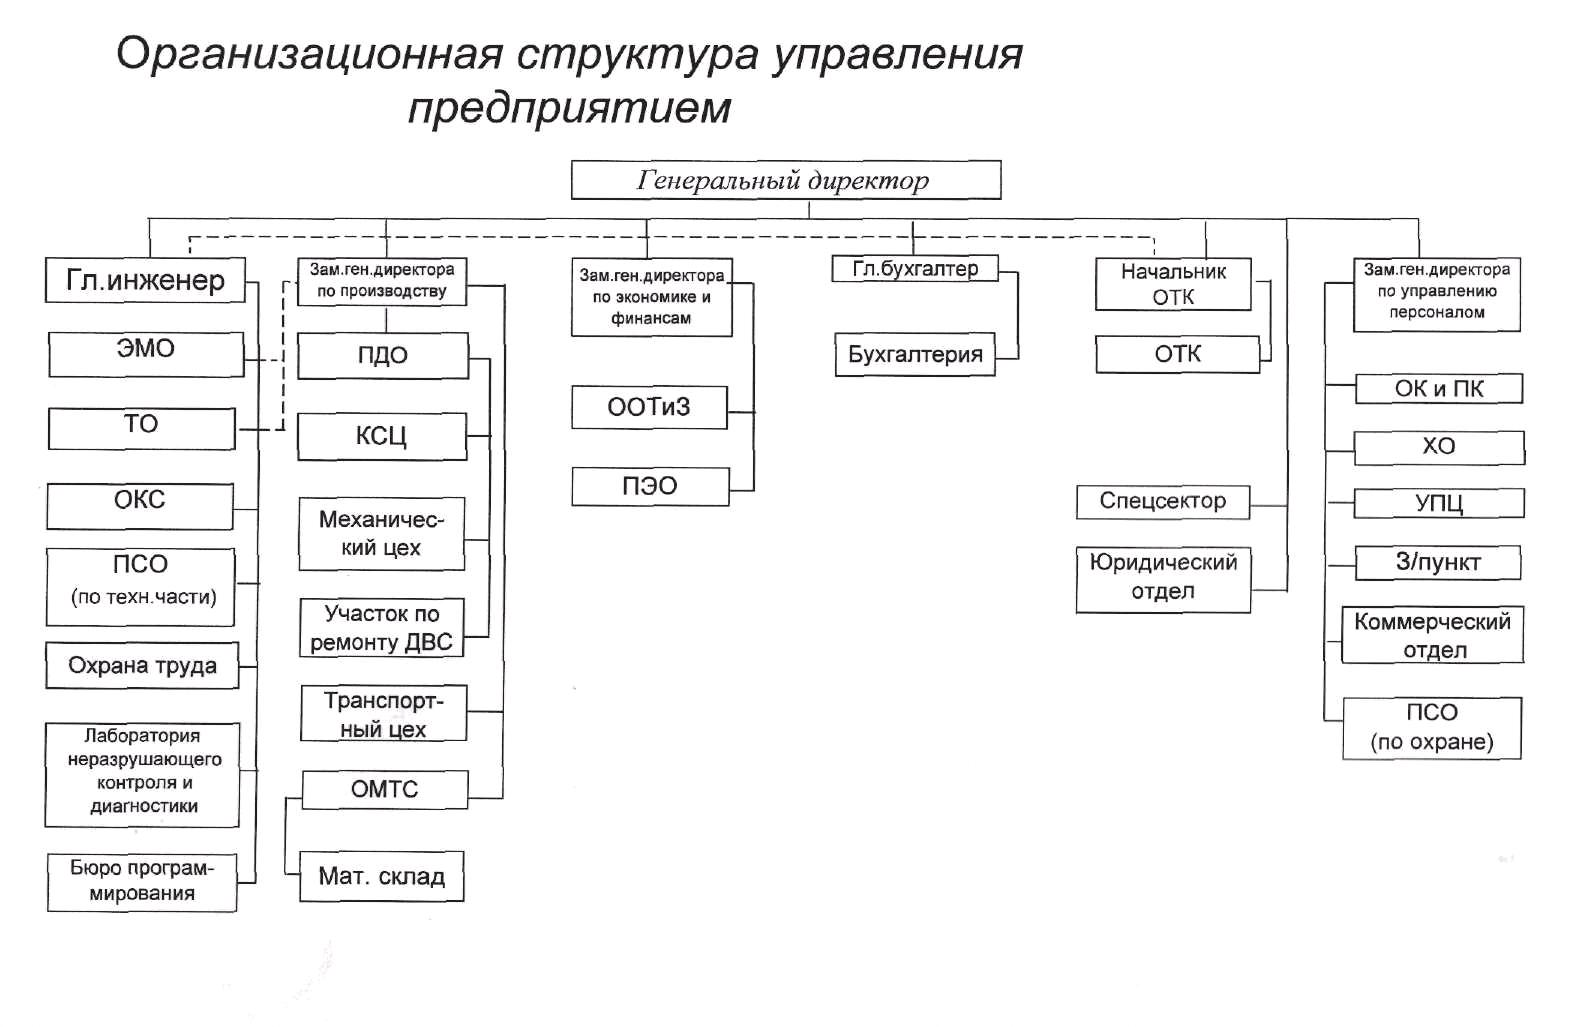 Организационная структура управления
предприятием
Генеральный директор
Гл.инженер
ЭМО
ТО
ОКС
ПСО
(по техн.части)
Охрана труда
Лаборатория
неразрушающего
контроля и
диагностики
Бюро програм-
мирования
Зам.ген.директора
по производству
ПДО
КСЦ
Механичес-
кий цех
Участок по
ремонту ДВС
Транспорт-
ный цех
ОМТС
Мат. склад
Зам.ген.директора
по экономике и
финансам
ООТиЗ
ПЭО
Гл.бухгалтер
Бухгалтерия
Начальник
ОТК
ОТК
Спецсектор
Юридический
отдел
Зам.ген.директора
по управлению
персоналом
ОК и ПК
ХО
УПЦ
З/пункт
Коммерческий
отдел
ПСО
(по охране)